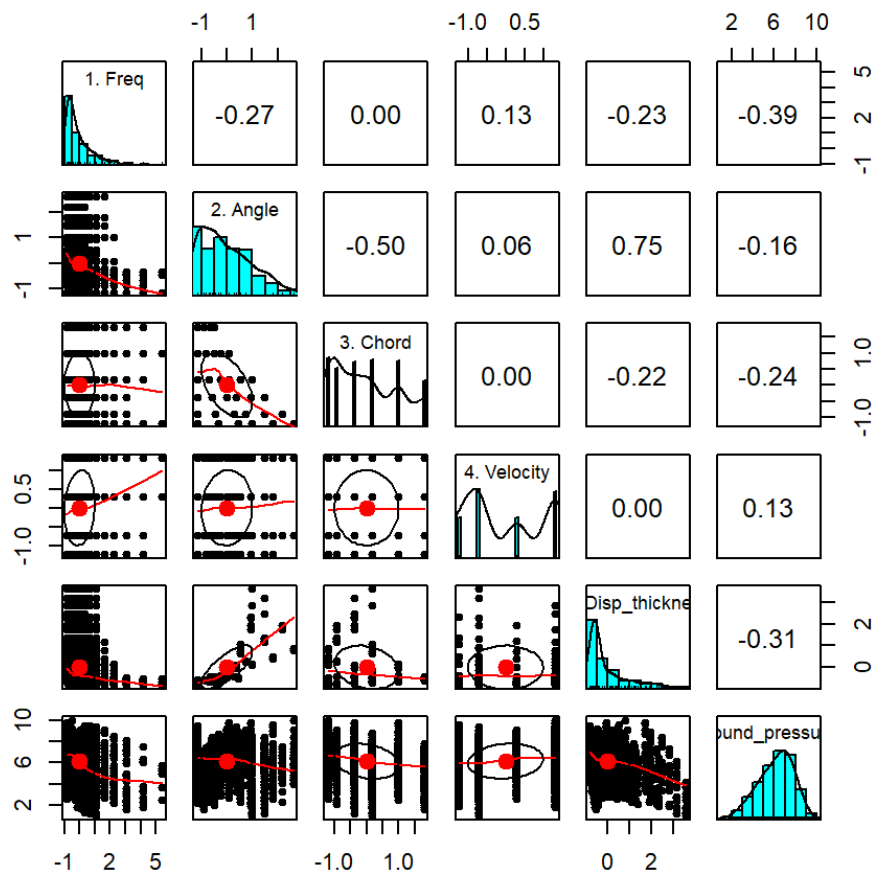 -1 1
-1.0 0.5
2 6 10
1. Freq
-0.27
0.00
0.13
-0.23
-0.39
-1 2 5
2. Angle
-0.50
0.06
0.75
-0.16
-1 1
3. Chord
0.00
-0.22
-0.24
-1.0 1.0
4. Velocity
0.00
0.13
-1.0 0.5
Disp_thickne
-0.31
0 2
ound_pressu
2 6 10
-1 2 5
-1.0 1.0
0 2